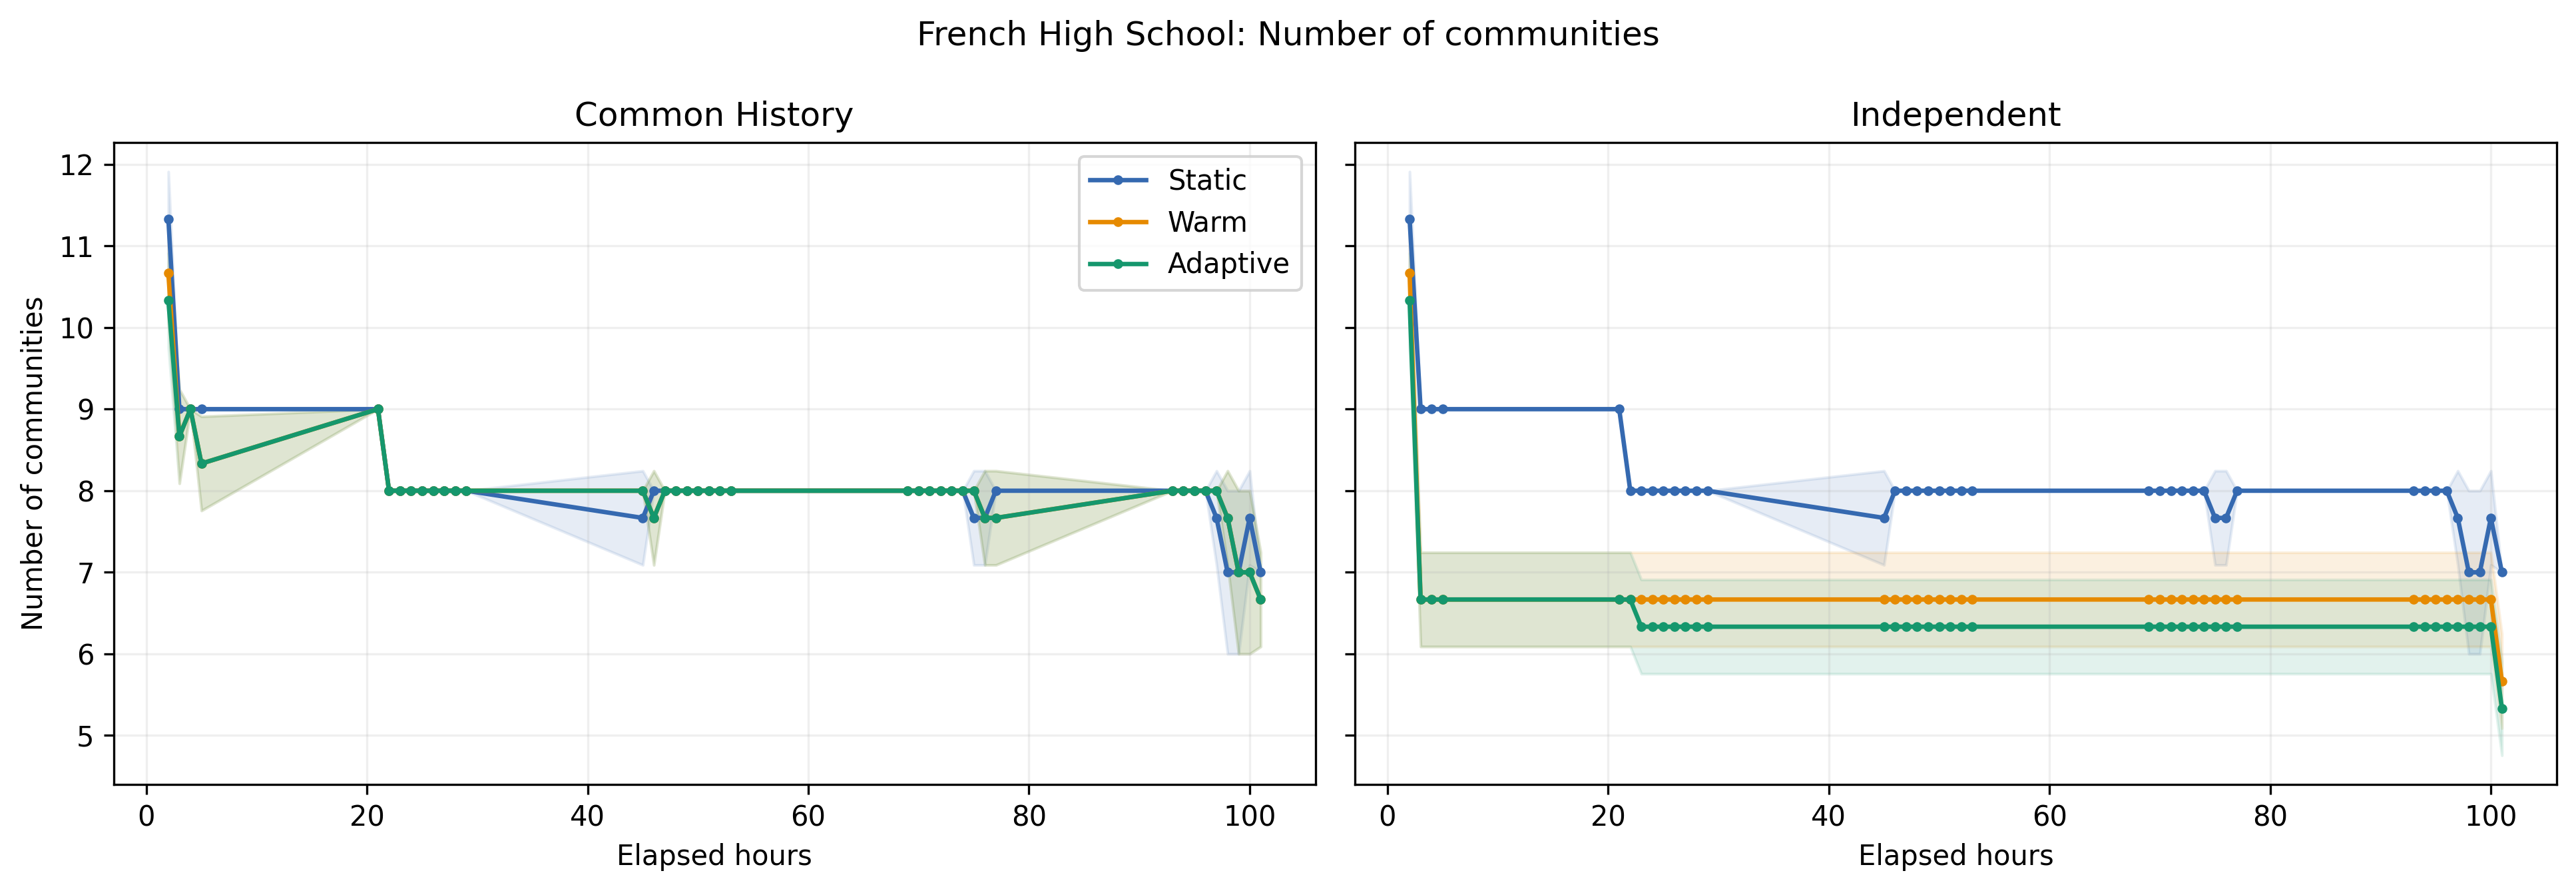 French High School: Number of communities
Common History
Independent
Number of communities
12
11
10
9
8
7
6
5
Static
Warm
Adaptive
0 20 40 60 80 100
0 20 40 60 80 100
Elapsed hours
Elapsed hours